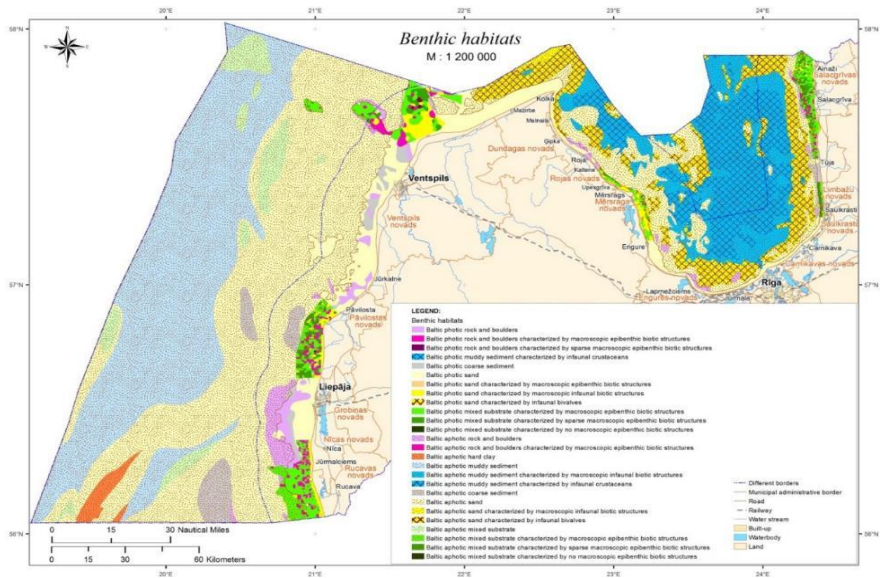 20°E 21°E 22°E 23°E 24°E
58°N 58°N
Benthic habitats
M : 1 200 000
N
Ainaži
Salacgrīvas
novads
Salacgrīva
Kolka
Mazirbe
Melnsils
Ģipka
Dundagas novads
Roja
Kaltene
Rojas novads
Upesgrīva
Mērsrags
Mērsraga
novads
Tūja
Limbažu
novads
Saulkrasti
Saulkrastu
novads
Ventspils
Ventspils
novads
Engure
Carnikava
Carnikavas novads
57°N 57°N
Rīga
Lapmežciems
Engures novads
Jūrmala
Jūrkalne
Pāvilosta
Pāvilostas
novads
Liepāja
Grobiņas
novads
Nīcas novads
Nīca
Jūrmalciems
Rucavas
novads
Rucava
LEGEND:
Benthic habitats
Baltic photic rock and boulders
Baltic photic rock and boulders characterized by macroscopic epibenthic biotic structures
Baltic photic rock and boulders characterized by sparse macroscopic epibenthic biotic structures
Baltic photic muddy sediment characterized by infaunal crustaceans
Baltic photic coarse sediment
Baltic photic sand
Baltic photic sand characterized by macroscopic epibenthic biotic structures
Baltic photic sand characterized by macroscopic infaunal biotic structures
Baltic photic sand characterized by infaunal bivalves
Baltic photic mixed substrate characterized by macroscopic epibenthic biotic structures
Baltic photic mixed substrate characterized by sparse macroscopic epibenthic biotic structures
Baltic photic mixed substrate characterized by no macroscopic epibenthic biotic structures
Baltic aphotic rock and boulders
Baltic aphotic rock and boulders characterized by macroscopic epibenthic biotic structures
Baltic aphotic hard clay
Baltic aphotic muddy sediment
Baltic aphotic muddy sediment characterized by macroscopic infaunal biotic structures
Baltic aphotic muddy sediment characterized by infaunal crustaceans
Baltic aphotic coarse sediment
Baltic aphotic sand
Baltic aphotic sand characterized by macroscopic infaunal biotic structures
Baltic aphotic sand characterized by infaunal bivalves
Baltic aphotic mixed substrate
Baltic aphotic mixed substrate characterized by macroscopic epibenthic biotic structures
Baltic aphotic mixed substrate characterized by sparse macroscopic epibenthic biotic structures
Baltic aphotic mixed substrate characterized by no macroscopic epibenthic biotic structures
Different borders
Municipal administrative border
Road
Railway
Water stream
Built-up
Waterbody
Land
56°N 56°N
0 15 30 Nautical Miles
0 15 30 60 Kilometers
20°E 21°E 22°E 23°E 24°E